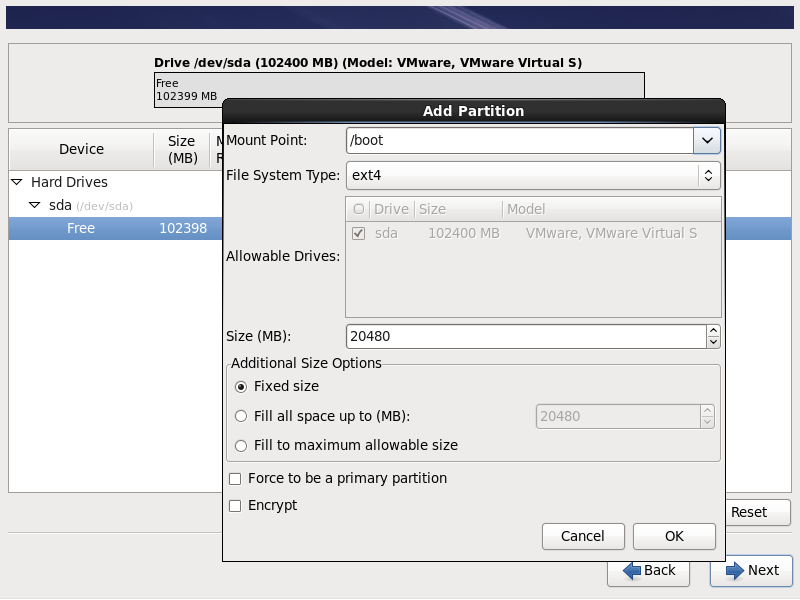 Drive /dev/sda (102400 MB) (Model: VMware, VMware Virtual S)
Free
102399 MB
Add Partition
Device
Size
(MB)
Mount Point:
/boot
File System Type:
ext4
Hard Drives
sda (/dev/sda)
Free
102398
Allowable Drives:
Drive
Size
Model
sda
102400 MB
VMware, VMware Virtual S
Size (MB):
20480
Additional Size Options
Fixed size
Fill all space up to (MB):
20480
Fill to maximum allowable size
Force to be a primary partition
Encrypt
Cancel
OK
Reset
Back
Next